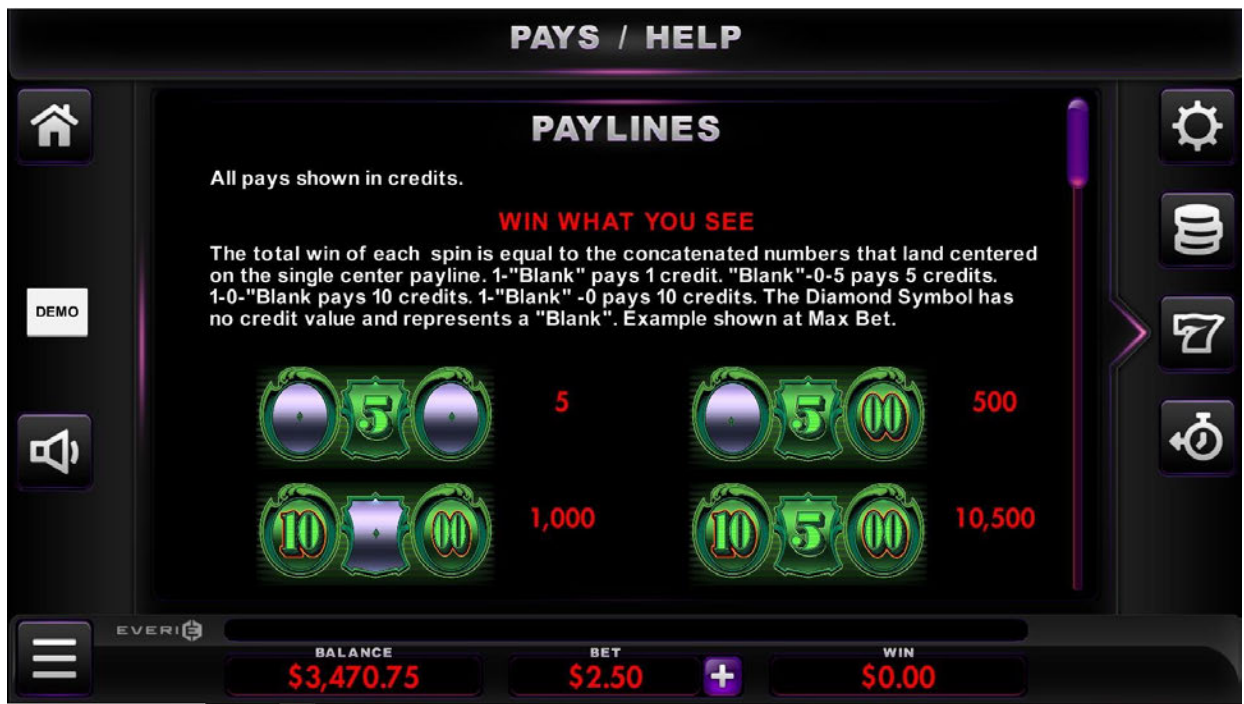 PAYS / HELP
PAYLINES
All pays shown in credits.
WIN WHAT YOU SEE
The total win of each spin is equal to the concatenated numbers that land centered
on the single center payline. 1-"Blank" pays 1 credit. "Blank"-0-5 pays 5 credits.
1-0-"Blank pays 10 credits. 1-"Blank" -0 pays 10 credits. The Diamond Symbol has
no credit value and represents a "Blank". Example shown at Max Bet.
DEMO
5 5
5 00 500
10 00 1,000
10 5 00 10,500
7
EVERI
BALANCE BET WIN
$3,470.75 $2.50 + $0.00